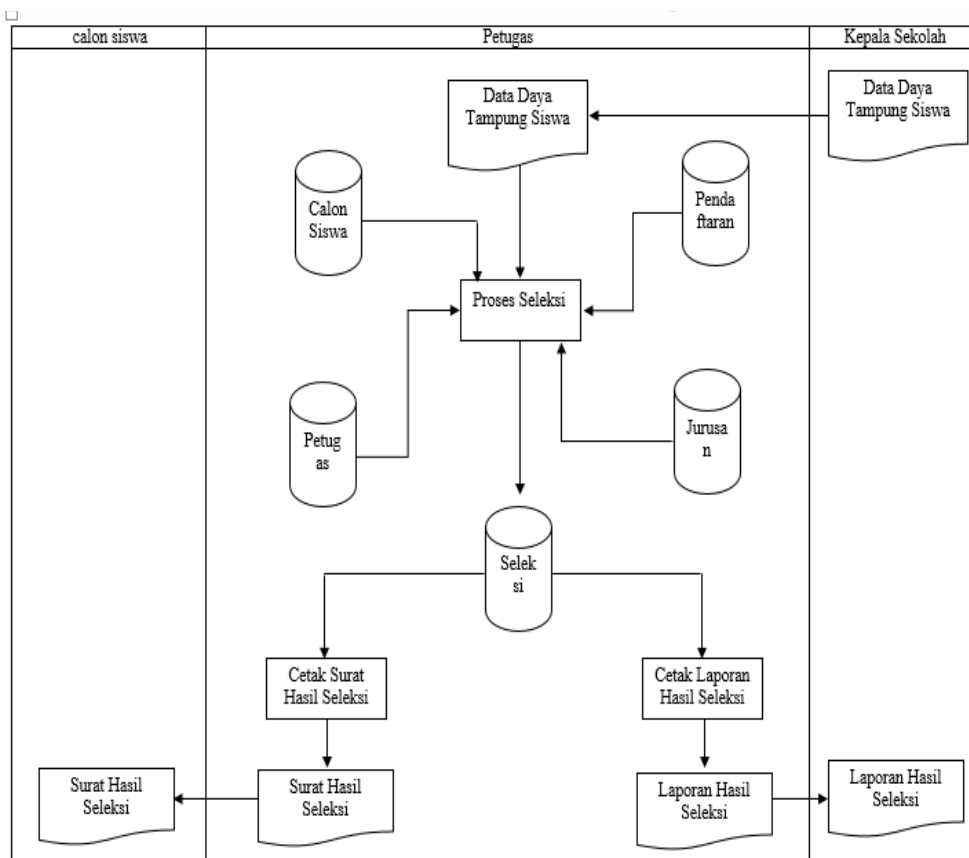 calon siswa
Petugas
Kepala Sekolah
Data Daya
Tampung Siswa
Data Daya
Tampung Siswa
Calon
Siswa
Penda
ftaran
Proses Seleksi
Petug
as
Jurusa
n
Selek
si
Cetak Surat
Hasil Seleksi
Cetak Laporan
Hasil Seleksi
Surat Hasil
Seleksi
Surat Hasil
Seleksi
Laporan Hasil
Seleksi
Laporan Hasil
Seleksi